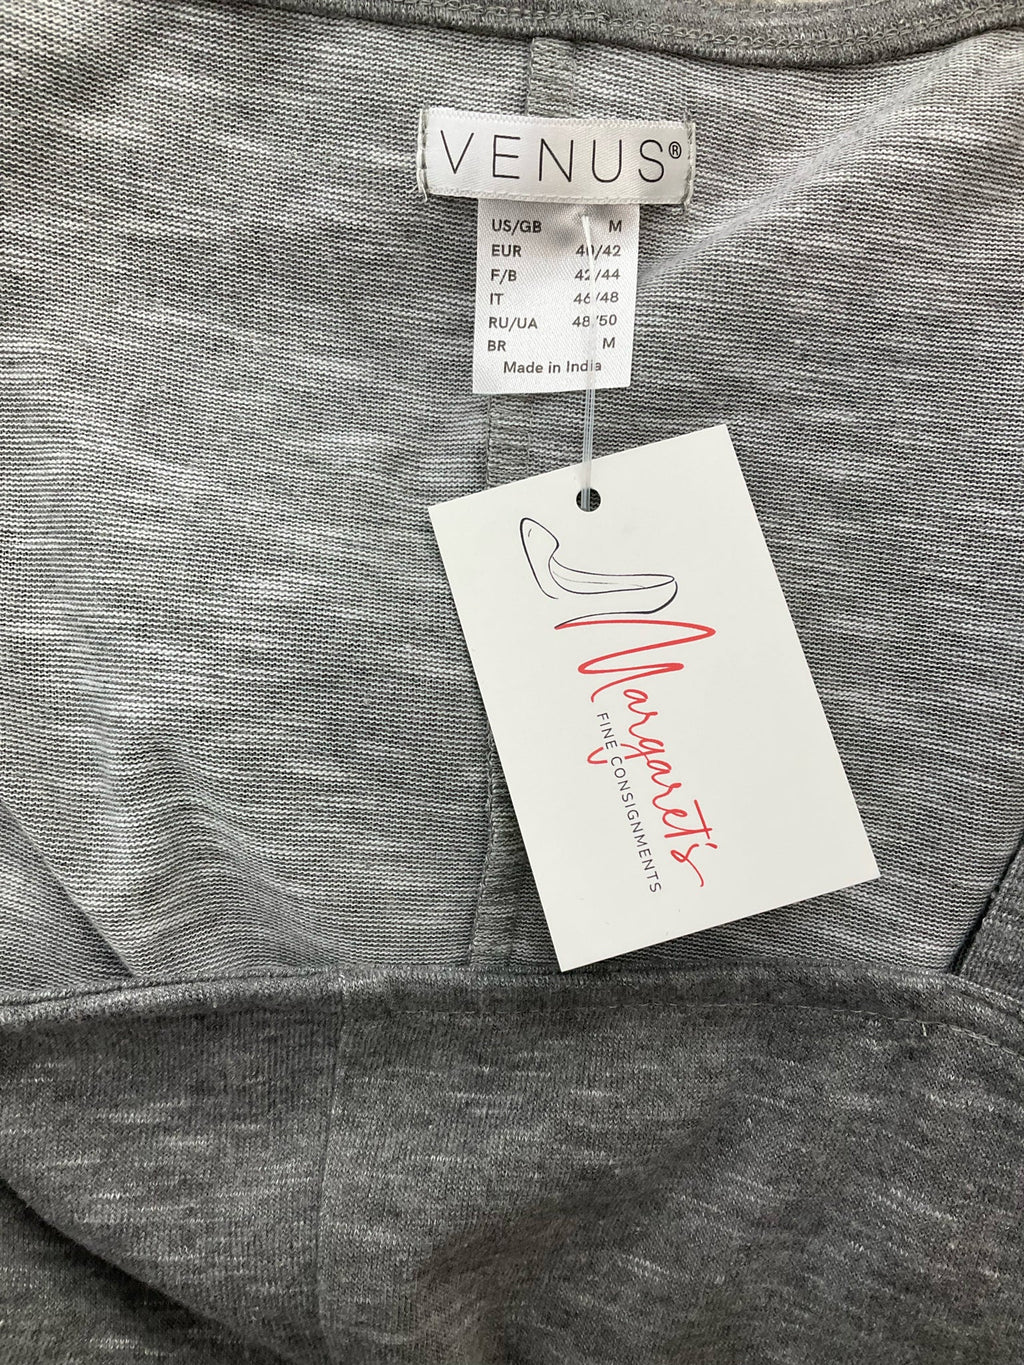 VENUS®
US/GB M
EUR 40/42
F/B 42/44
IT 46/48
RU/UA 48/50
BR M
Made in India
Margaret's
FINE CONSIGNMENTS